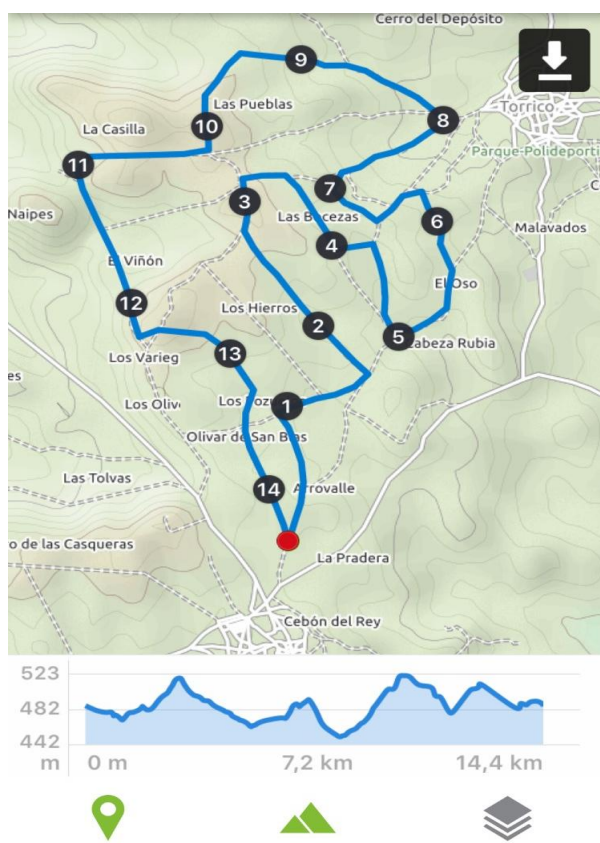 Cerro del Depósito
9
Las Pueblas
Torrico
8
La Casilla
10
Parque-Polideporti
11
7
Naipes
3
Las B cezas
6
Malavados
4
El Viñón
El Oso
12
Los Hierros
2
5
abeza Rubia
13
Los Varieg
es
Los Oliv
Los Pozu
1
Olivar de San Blas
Las Tolvas
14
Arrovalle
o de las Casqueras
La Pradera
Cebón del Rey
523
482
442
m
0 m
7,2 km
14,4 km